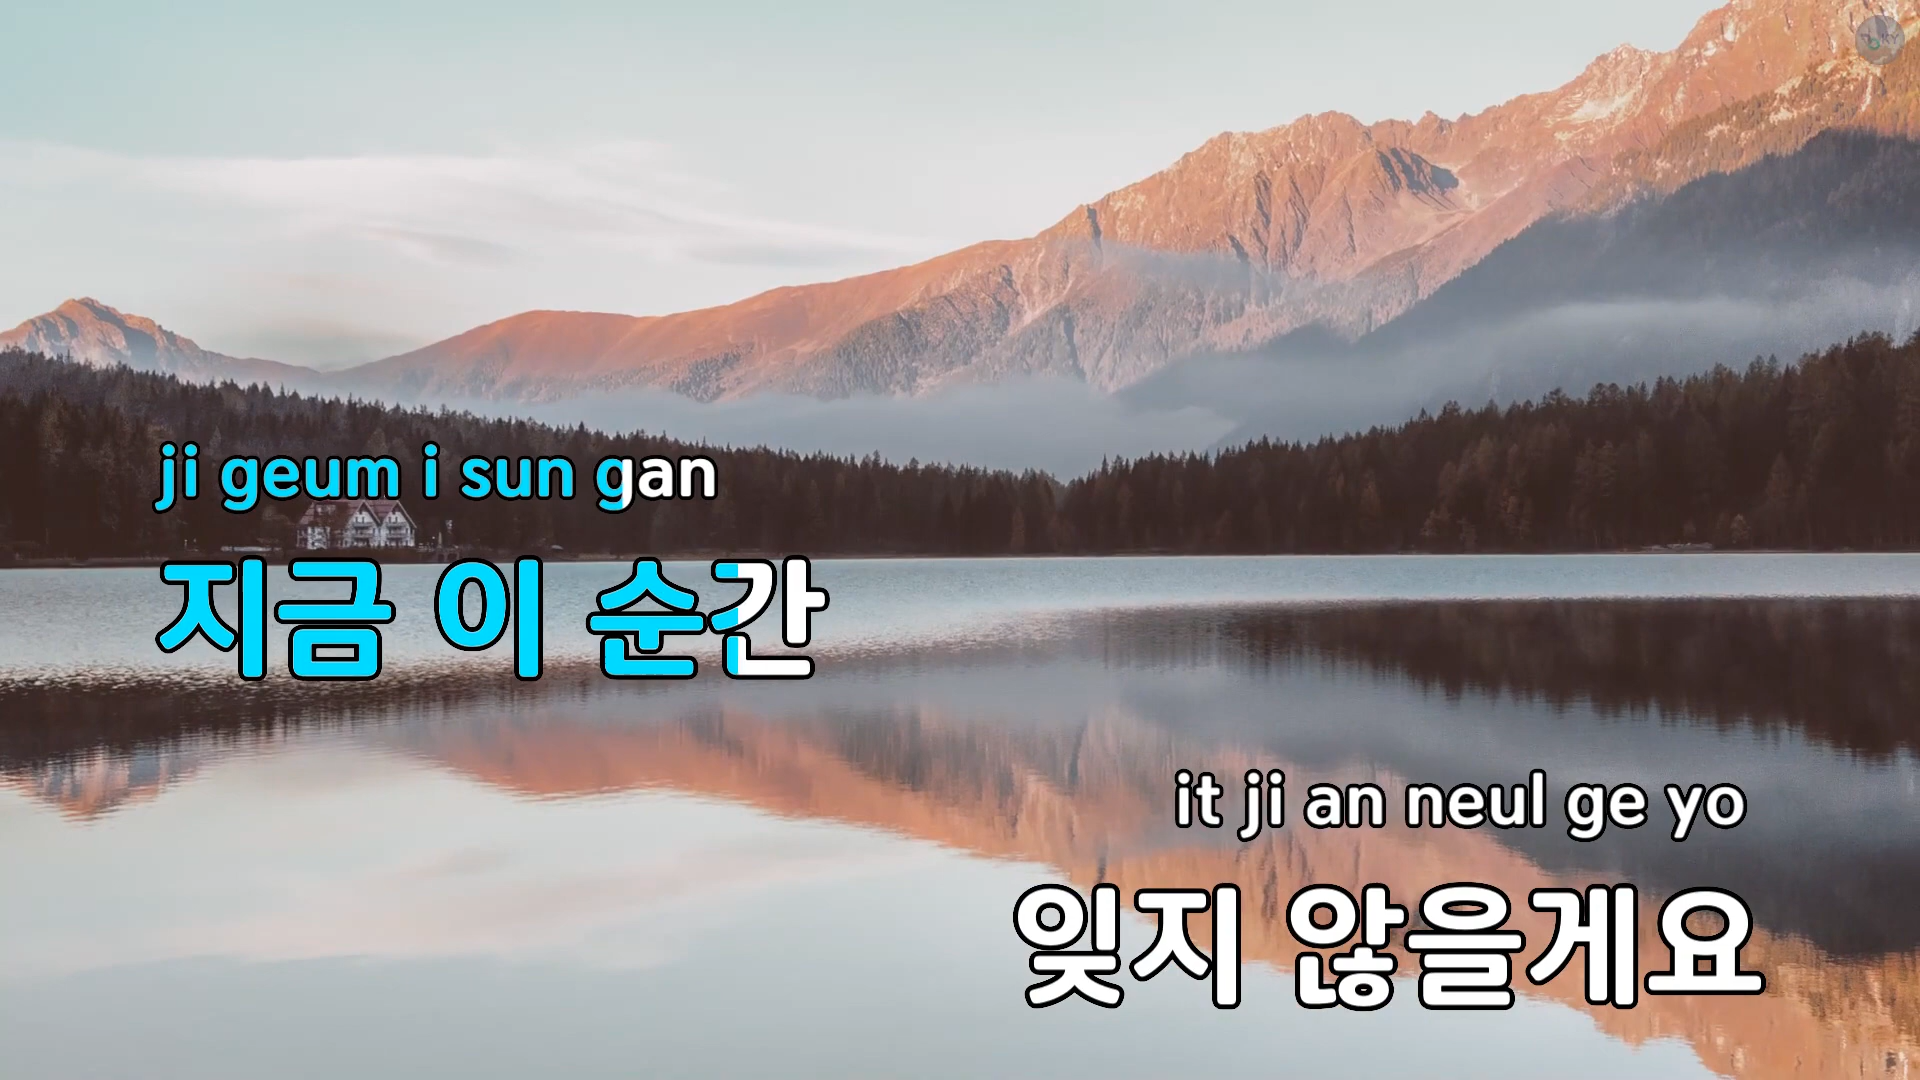 ji geum i sun gan
지금 이 순간
it ji an neul ge yo
잊지 않을게요